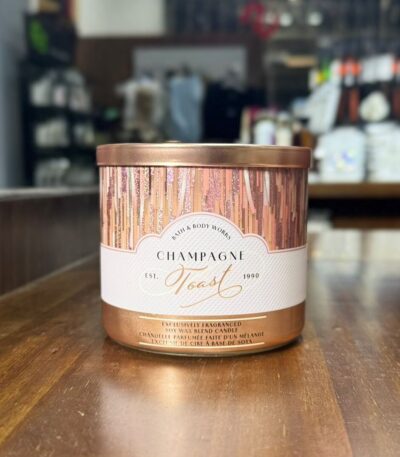 BATH & BODY WORKS
CHAMPAGNE
EST. Toast 1990
EXCLUSIVELY FRAGRANCED
SOY WAX BLEND CANDLE
CHANDELLE PARFUMÉE FAITE D'UN MÉLANGE
EXCLUSIF DE CIRE À BASE DE SOYA